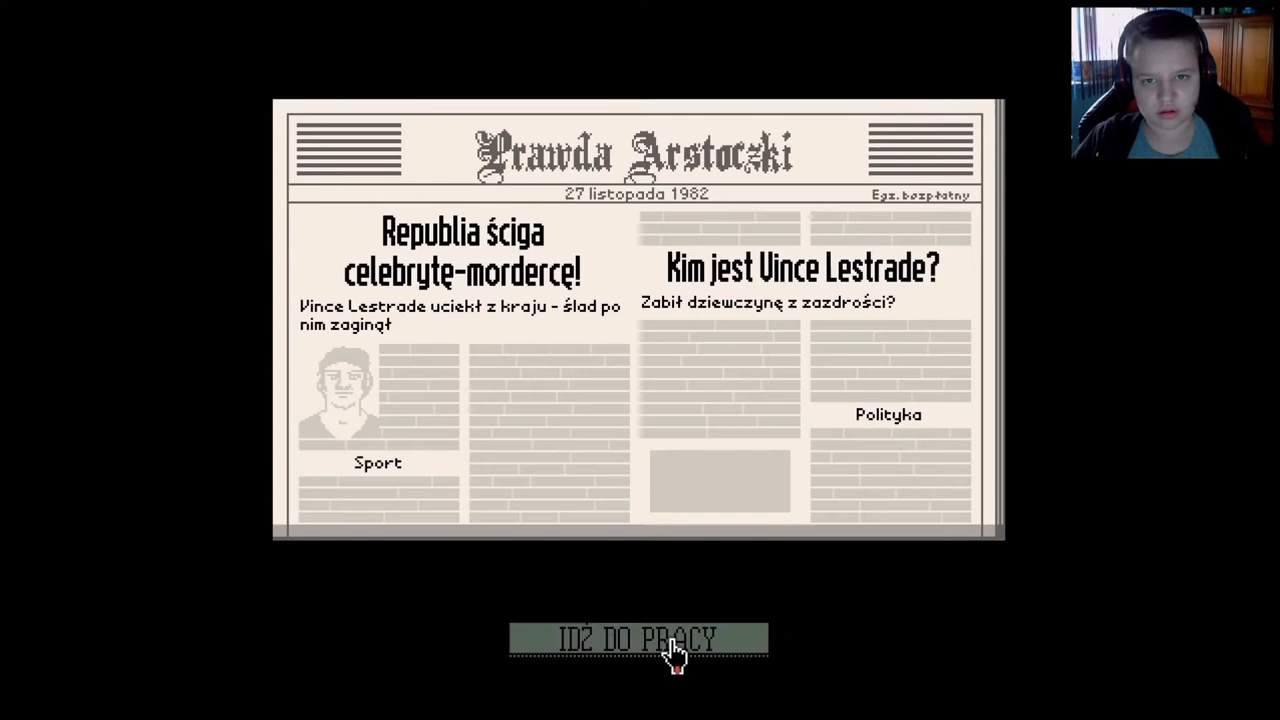 Prawda Arstoczki
27 listopada 1982
Egz. bezpłatny
Republia ściga
celebrytę-mordercę!
Vince Lestrade uciekł z kraju - ślad po
nim zaginął
Sport
Kim jest Vince Lestrade?
Zabił dziewczynę z zazdrości?
Polityka
IDŹ DO PRACY